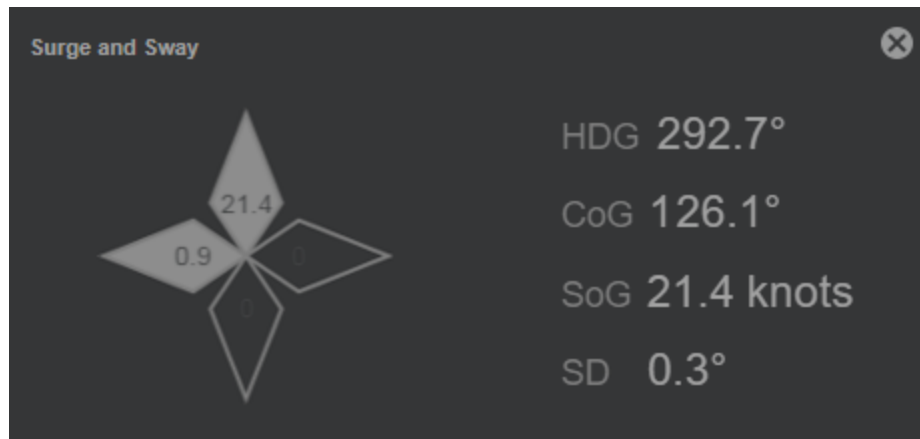 Surge and Sway
21.4
0.9
0
0
HDG 292.7°
CoG 126.1°
SoG 21.4 knots
SD 0.3°